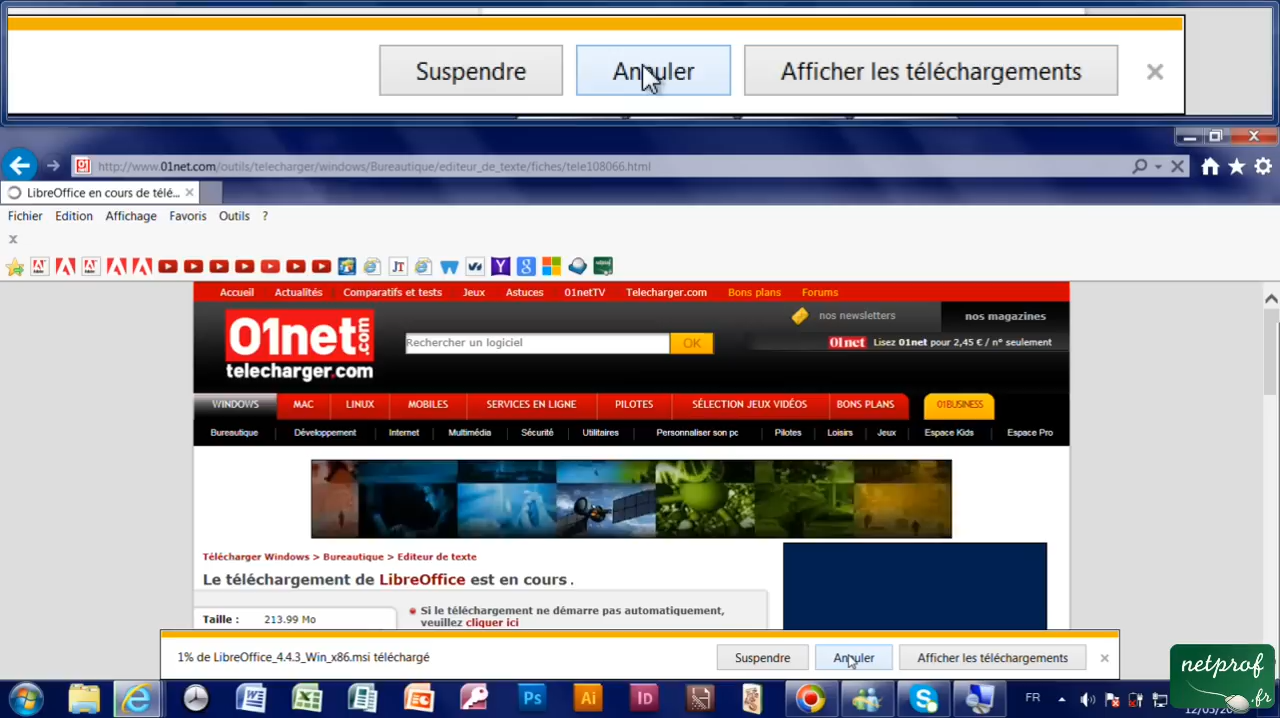 Suspendre Annuler Afficher les téléchargements
http://www.01net.com/outils/telecharger/windows/Bureautique/editeur_de_texte/fiches/tele108066.html
LibreOffice en cours de télé...
Fichier Edition Affichage Favoris Outils ?
Accueil Actualités Comparatifs et tests Jeux Astuces 01netTV Telecharger.com Bons plans Forums
nos newsletters nos magazines
01net.com
telecharger.com
Rechercher un logiciel OK
01net Lisez 01net pour 2,45 € / n° seulement
WINDOWS MAC LINUX MOBILES SERVICES EN LIGNE PILOTES SÉLECTION JEUX VIDÉOS BONS PLANS 01BUSINESS
Bureautique Développement Internet Multimédia Sécurité Utilitaires Personnaliser son pc Pilotes Loisirs Jeux Espace Kids Espace Pro
Télécharger Windows > Bureautique > Editeur de texte
Le téléchargement de LibreOffice est en cours .
Taille : 213.99 Mo
Si le téléchargement ne démarre pas automatiquement,
veuillez cliquer ici
1% de LibreOffice_4.4.3_Win_x86.msi téléchargé Suspendre Annuler Afficher les téléchargements
Ps Ai ID FR
netprof
.fr